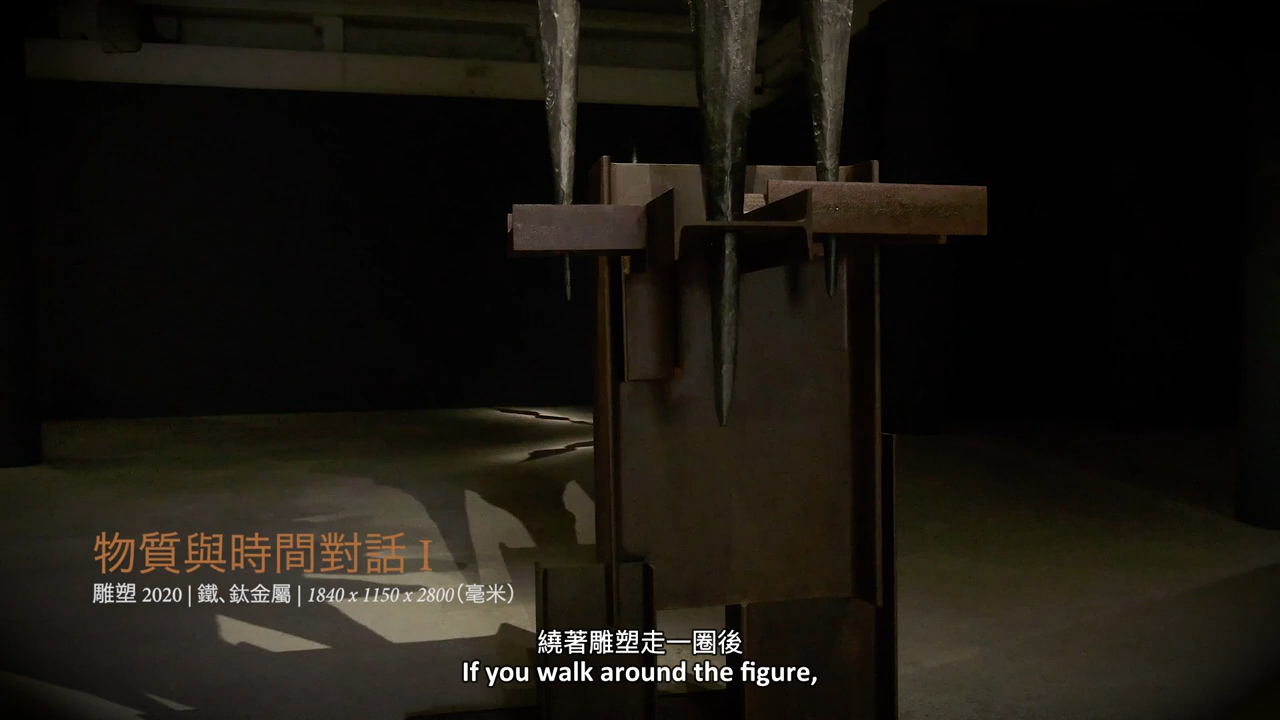 物質與時間對話 I
雕塑 2020 | 鐵、鈦金屬 | 1840 x 1150 x 2800(毫米)
繞著雕塑走一圈後
If you walk around the figure,